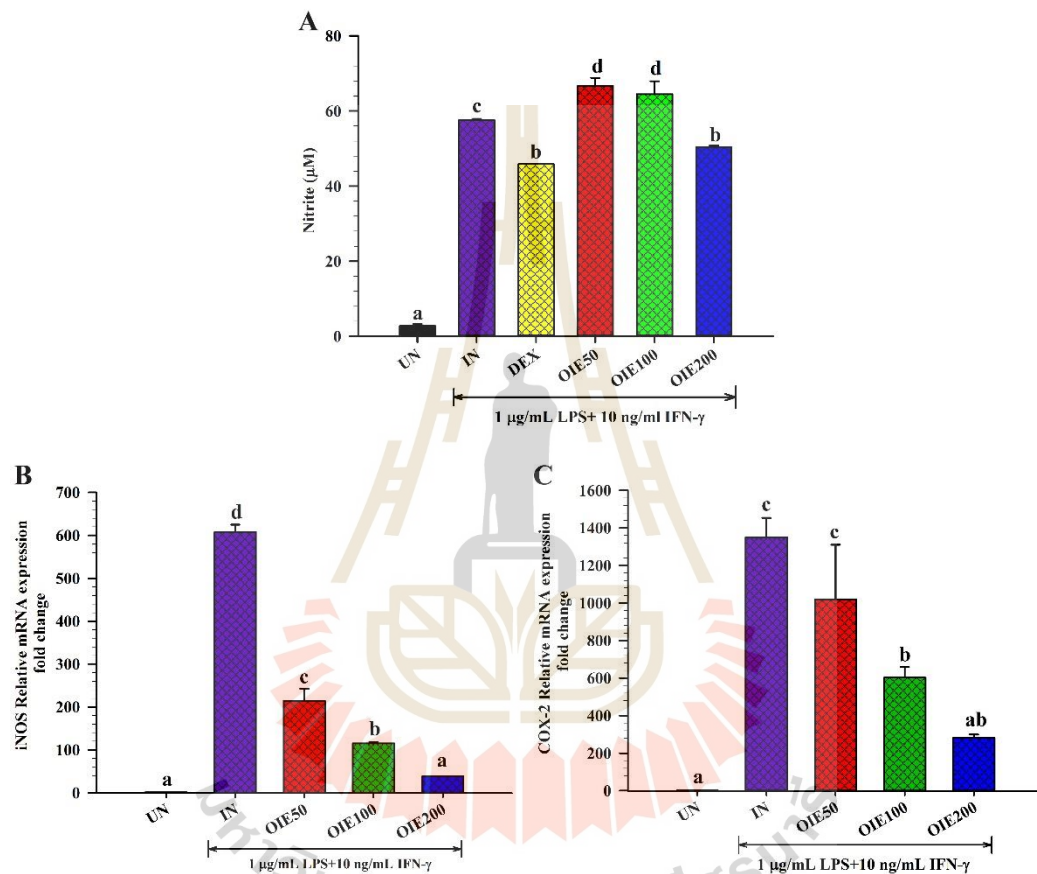 A
80
60
40
20
0
Nitrite (μM)
a
c
b
d
d
b
UN
IN
DEX
OIE50
OIE100
OIE200
1 μg/mL LPS+ 10 ng/ml IFN-γ
B
700
600
500
400
300
200
100
0
iNOS Relative mRNA expression
fold change
a
d
c
b
a
UN
IN
OIE50
OIE100
OIE200
1 μg/mL LPS+10 ng/mL IFN-γ
C
1600
1400
1200
1000
800
600
400
200
0
COX-2 Relative mRNA expression
fold change
a
c
c
b
ab
UN
IN
OIE50
OIE100
OIE200
1 μg/mL LPS+10 ng/mL IFN-γ